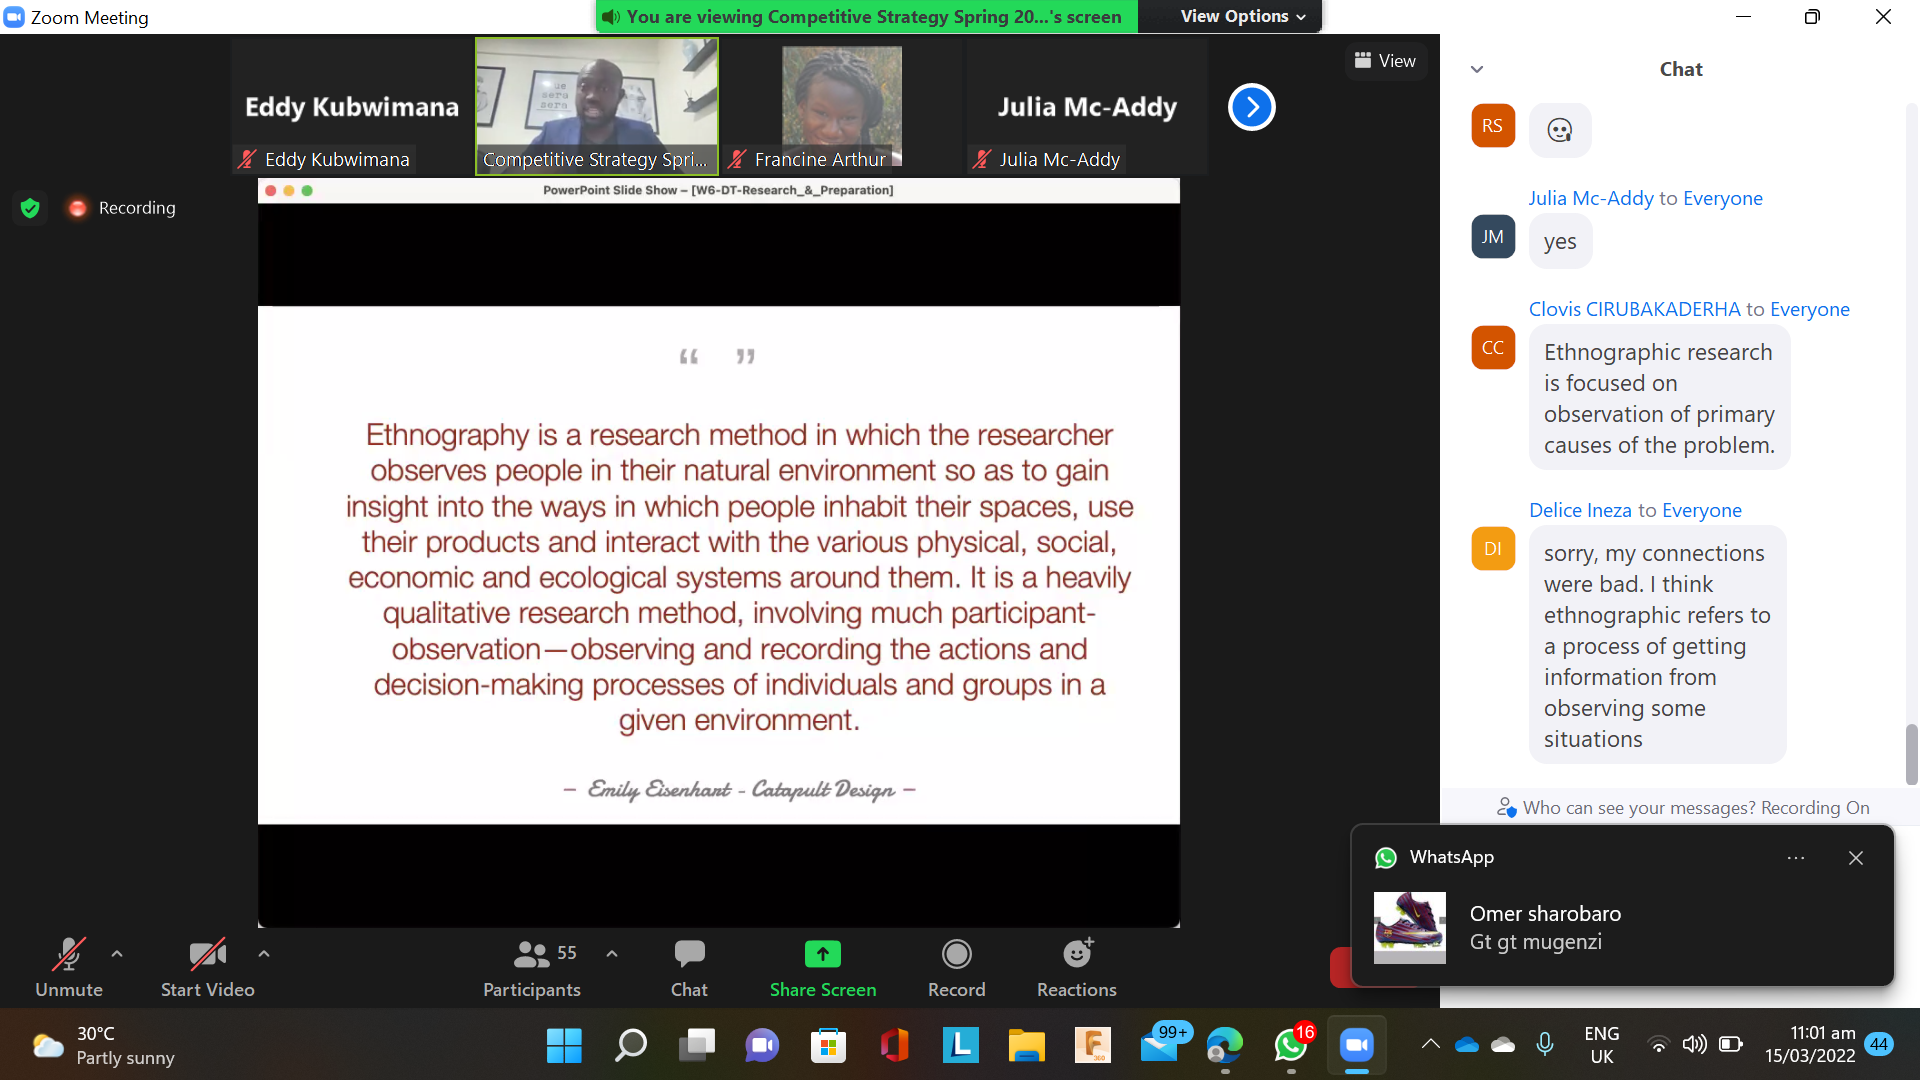 Zoom Meeting
You are viewing Competitive Strategy Spring 20...'s screen
View Options
Eddy Kubwimana
Eddy Kubwimana
Competitive Strategy Spri...
Francine Arthur
Julia Mc-Addy
Julia Mc-Addy
View
Recording
PowerPoint Slide Show – [W6-DT-Research_&_Preparation]
“ ”
Ethnography is a research method in which the researcher
observes people in their natural environment so as to gain
insight into the ways in which people inhabit their spaces, use
their products and interact with the various physical, social,
economic and ecological systems around them. It is a heavily
qualitative research method, involving much participant-
observation—observing and recording the actions and
decision-making processes of individuals and groups in a
given environment.
– Emily Eisenhart - Catapult Design –
Chat
RS
Julia Mc-Addy to Everyone
JM
yes
Clovis CIRUBAKADERHA to Everyone
CC
Ethnographic research
is focused on
observation of primary
causes of the problem.
Delice Ineza to Everyone
DI
sorry, my connections
were bad. I think
ethnographic refers to
a process of getting
information from
observing some
situations
Who can see your messages? Recording On
WhatsApp
Omer sharobaro
Gt gt mugenzi
Unmute
Start Video
55
Participants
Chat
Share Screen
Record
Reactions
30°C
Partly sunny
L
99+
16
ENG
UK
11:01 am
15/03/2022
44